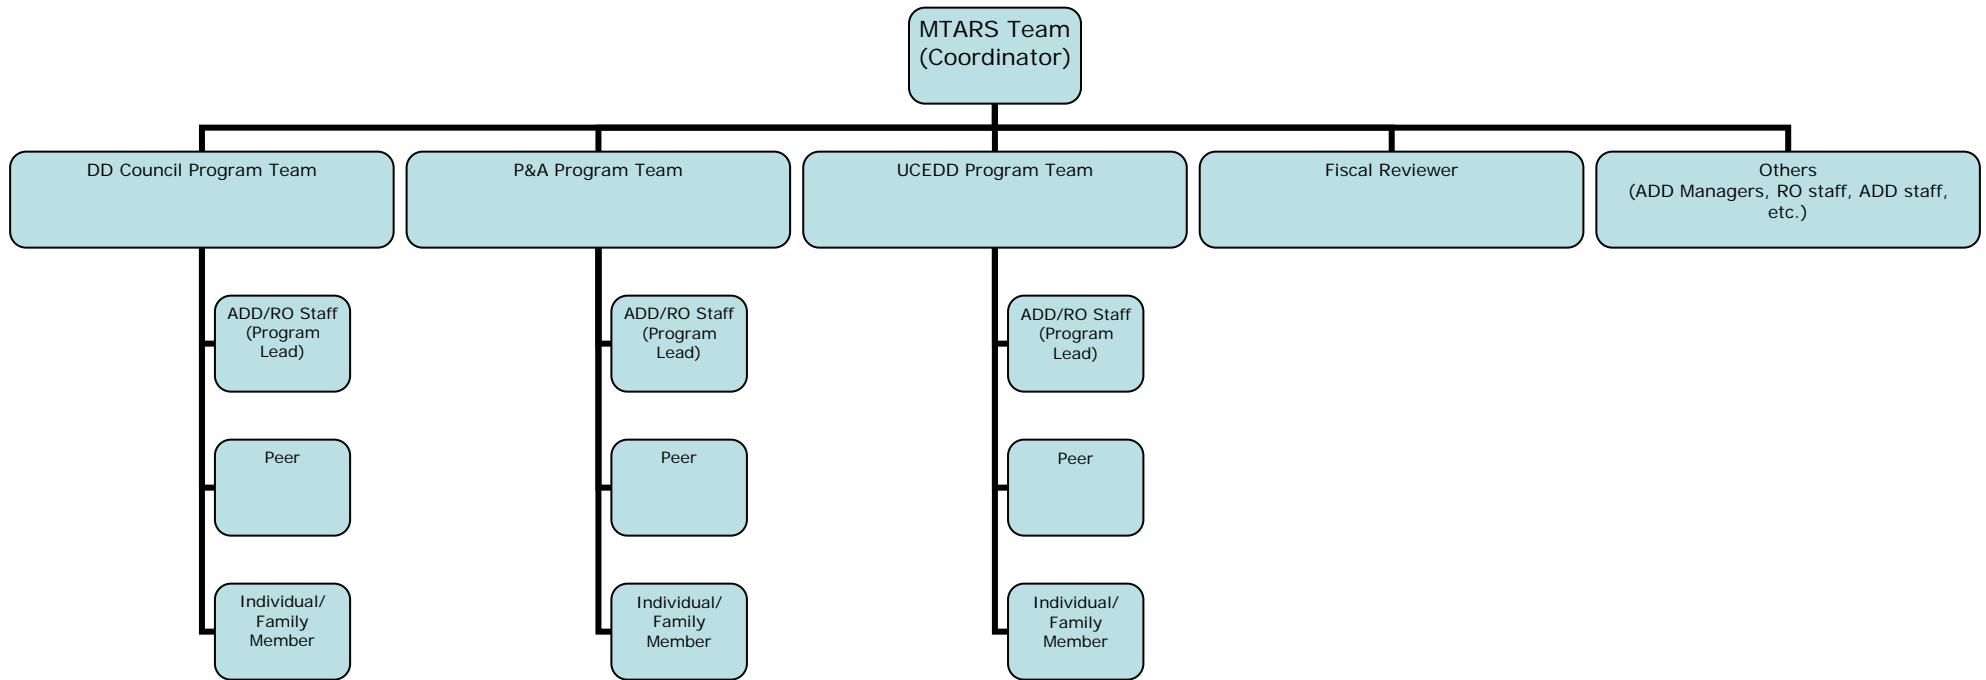 MTARS Team
(Coordinator)
DD Council Program Team
P&A Program Team
UCEDD Program Team
Fiscal Reviewer
Others
(ADD Managers, RO staff, ADD staff,
etc.)
ADD/RO Staff
(Program
Lead)
ADD/RO Staff
(Program
Lead)
ADD/RO Staff
(Program
Lead)
Peer
Peer
Peer
Individual/
Family
Member
Individual/
Family
Member
Individual/
Family
Member